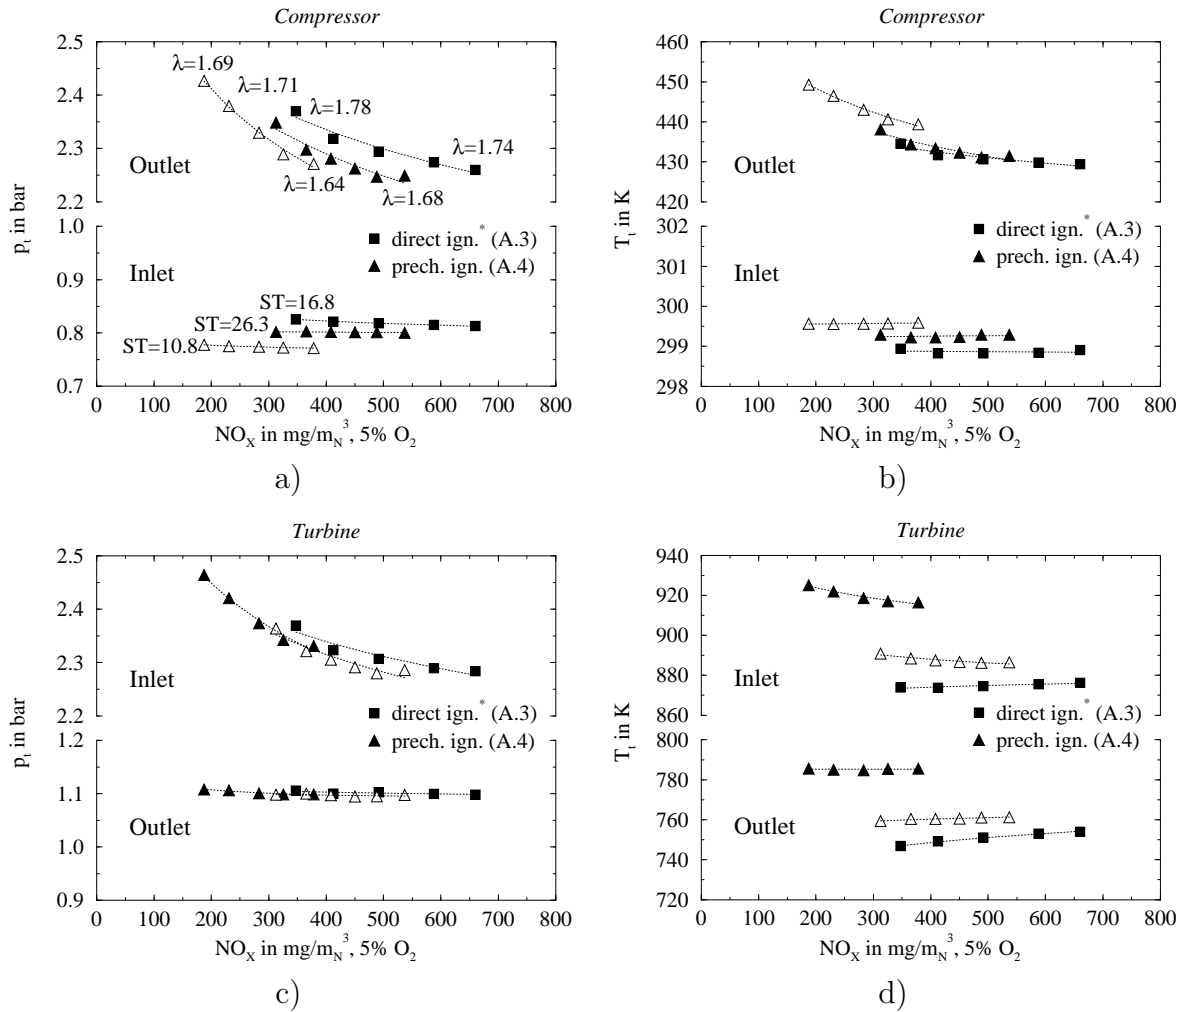 Compressor
2.5
2.4
2.3
2.2
1.0
0.9
0.8
0.7
p_t in bar
λ=1.69
λ=1.71
λ=1.78
λ=1.74
λ=1.64
λ=1.68
Outlet
direct ign.* (A.3)
prech. ign. (A.4)
Inlet
ST=16.8
ST=26.3
ST=10.8
0 100 200 300 400 500 600 700 800
NO_X in mg/m_N^3, 5% O_2
a)
Compressor
460
450
440
430
420
302
301
300
299
298
T_t in K
Outlet
direct ign.* (A.3)
prech. ign. (A.4)
Inlet
0 100 200 300 400 500 600 700 800
NO_X in mg/m_N^3, 5% O_2
b)
Turbine
2.5
2.4
2.3
2.2
1.2
1.1
1.0
0.9
p_t in bar
Inlet
direct ign.* (A.3)
prech. ign. (A.4)
Outlet
0 100 200 300 400 500 600 700 800
NO_X in mg/m_N^3, 5% O_2
c)
Turbine
940
920
900
880
860
800
780
760
740
720
T_t in K
Inlet
direct ign.* (A.3)
prech. ign. (A.4)
Outlet
0 100 200 300 400 500 600 700 800
NO_X in mg/m_N^3, 5% O_2
d)